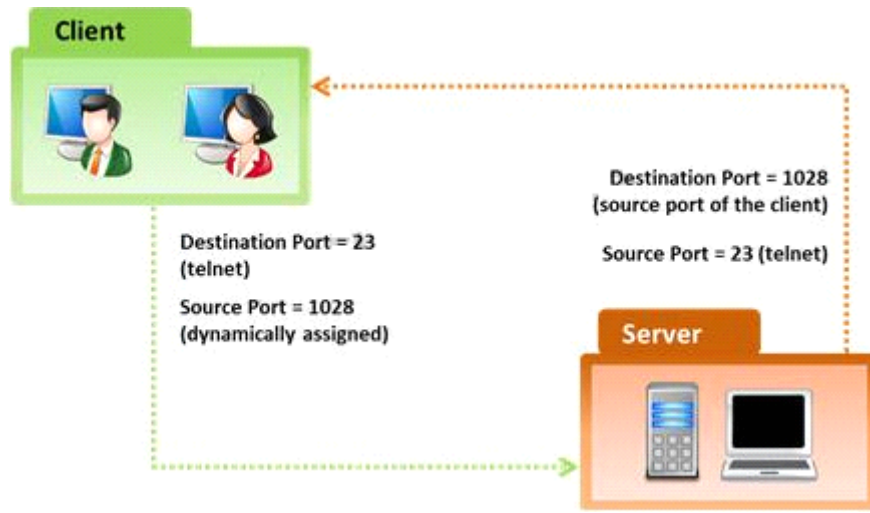 Client
Destination Port = 23
(telnet)
Source Port = 1028
(dynamically assigned)
Destination Port = 1028
(source port of the client)
Source Port = 23 (telnet)
Server